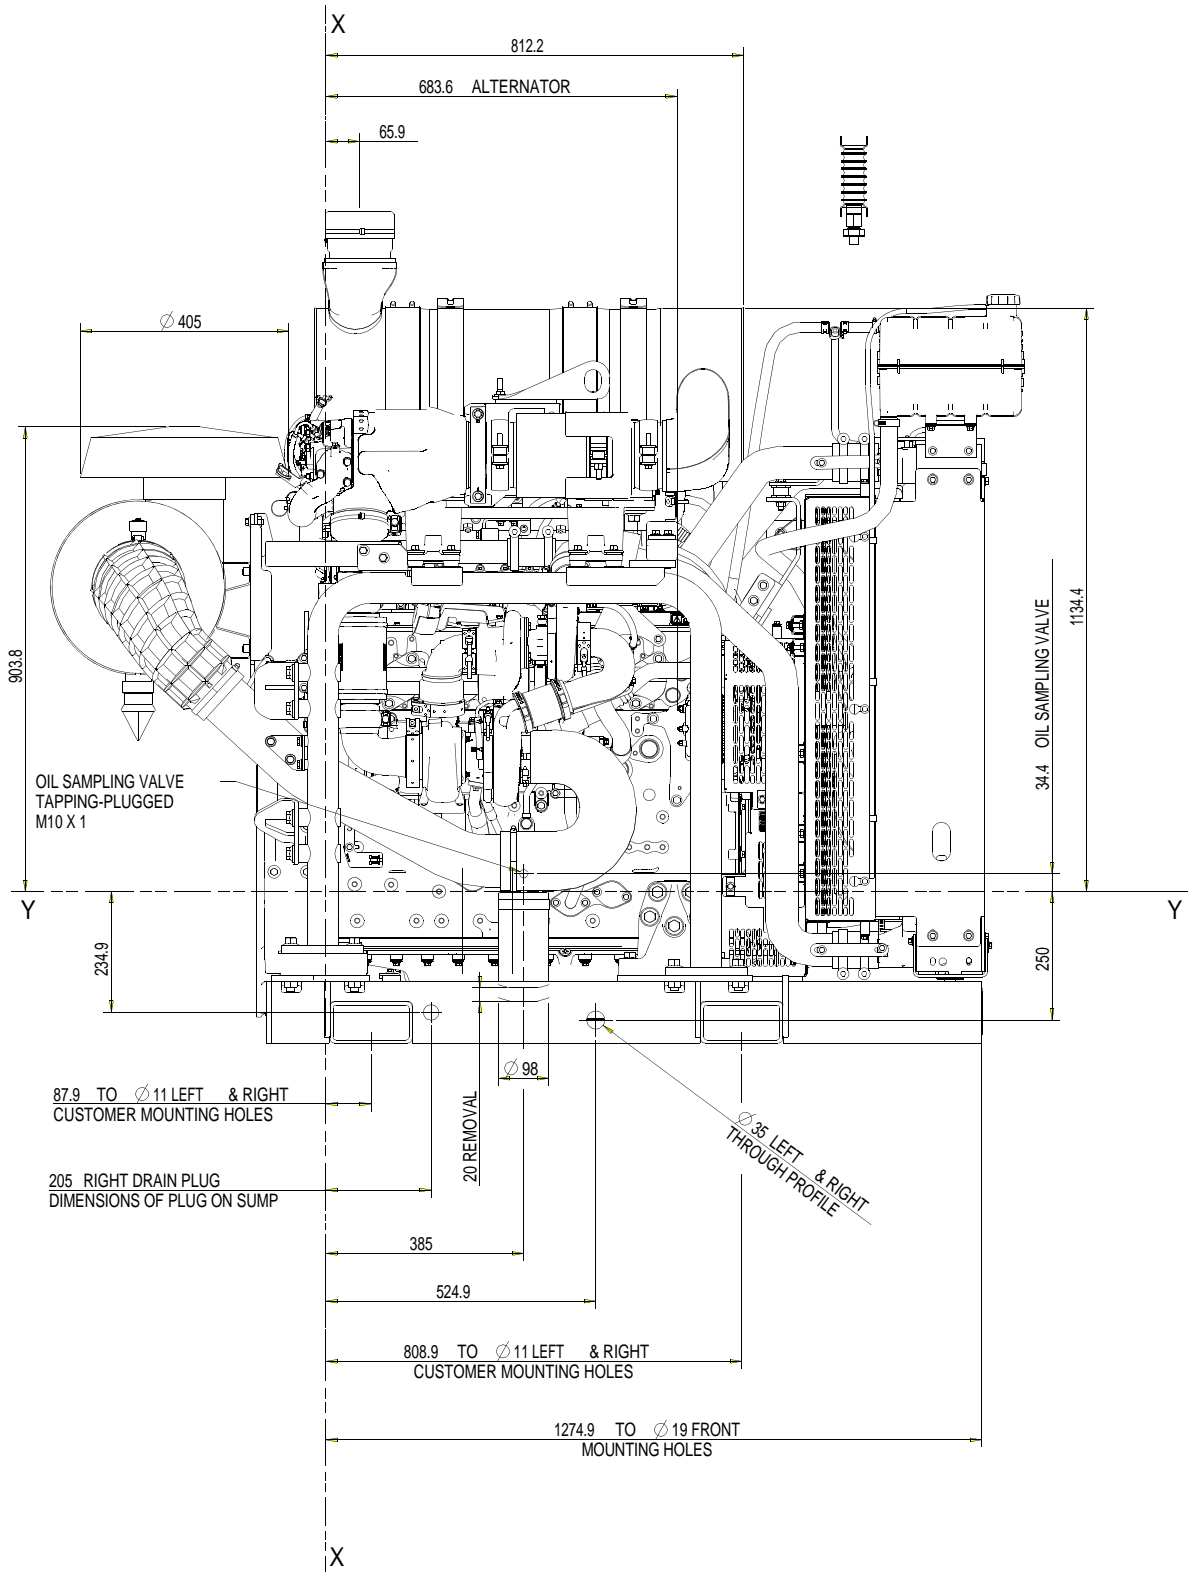 X
812.2
683.6 ALTERNATOR
65.9
∅ 405
903.8
1134.4
34.4 OIL SAMPLING VALVE
OIL SAMPLING VALVE
TAPPING-PLUGGED
M10 X 1
Y
Y
234.9
250
∅ 98
87.9 TO ∅ 11 LEFT & RIGHT
CUSTOMER MOUNTING HOLES
20 REMOVAL
∅ 35 LEFT & RIGHT
THROUGH PROFILE
205 RIGHT DRAIN PLUG
DIMENSIONS OF PLUG ON SUMP
385
524.9
808.9 TO ∅ 11 LEFT & RIGHT
CUSTOMER MOUNTING HOLES
1274.9 TO ∅ 19 FRONT
MOUNTING HOLES
X